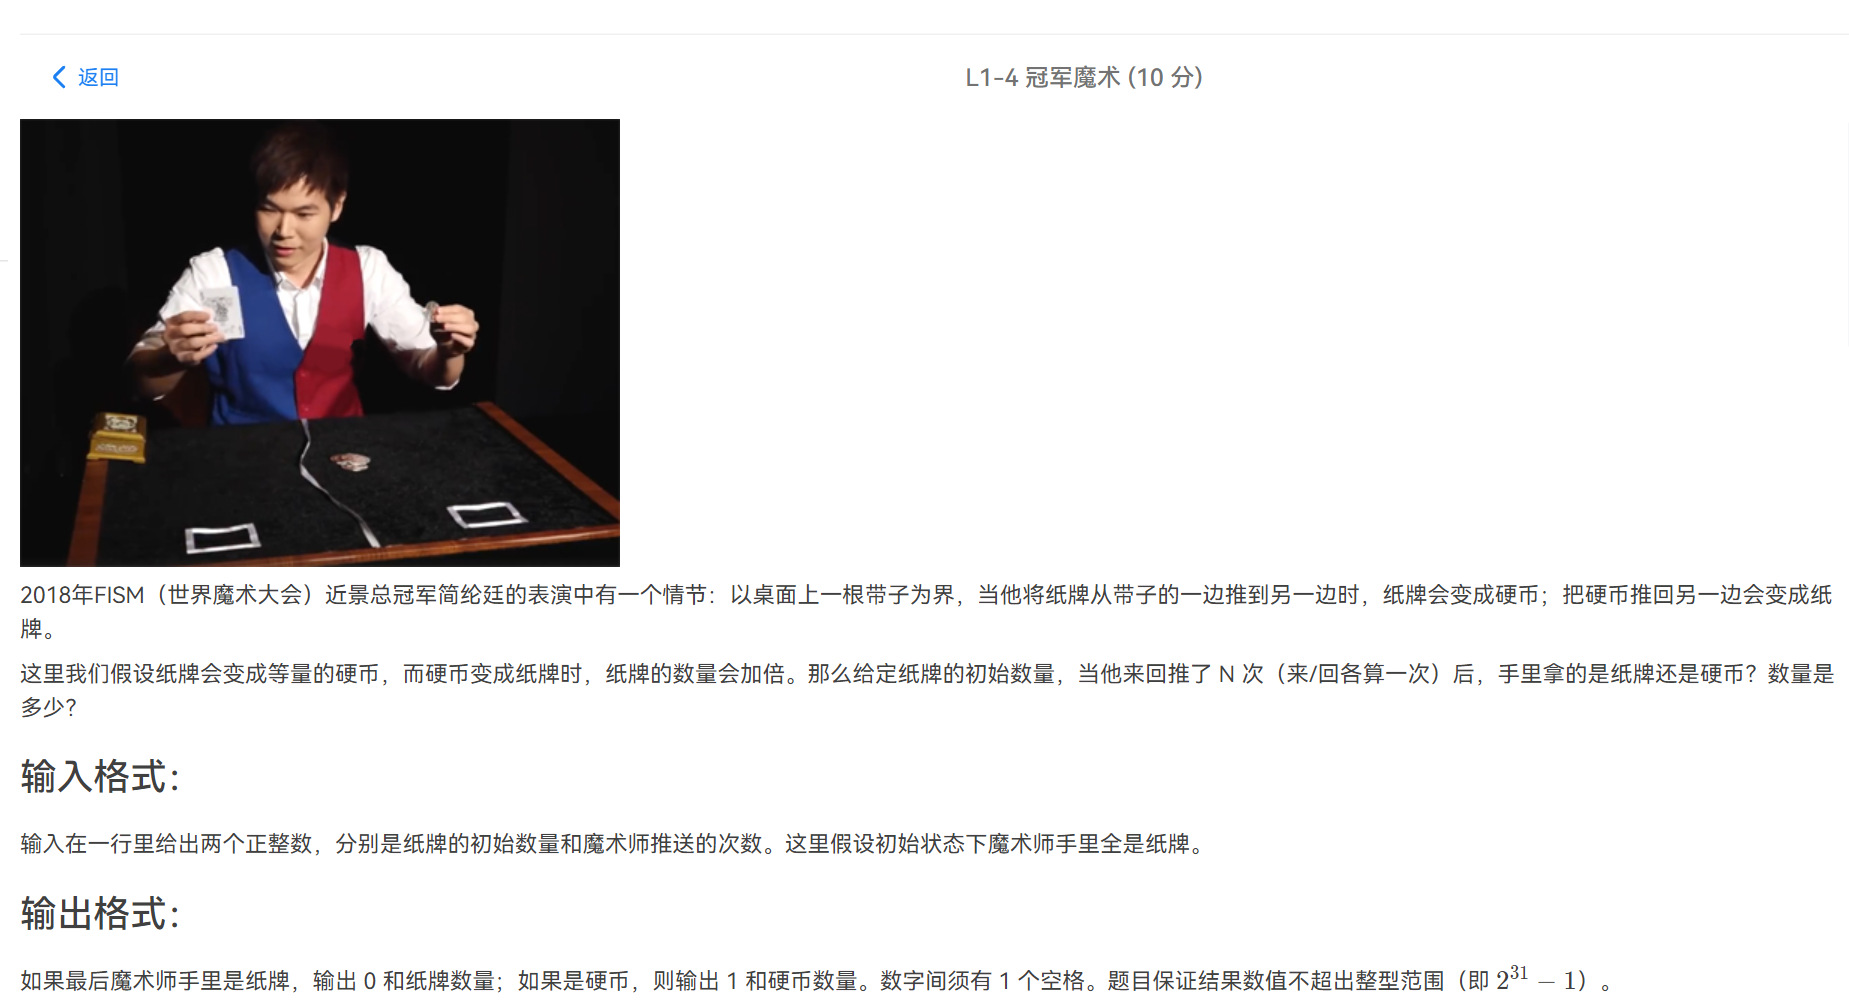 返回
L1-4 冠军魔术 (10 分)
2018年FISM（世界魔术大会）近景总冠军简纶廷的表演中有一个情节：以桌面上一根带子为界，当他将纸牌从带子的一边推到另一边时，纸牌会变成硬币；把硬币推回另一边会变成纸
牌。
这里我们假设纸牌会变成等量的硬币，而硬币变成纸牌时，纸牌的数量会加倍。那么给定纸牌的初始数量，当他来回推了 N 次（来/回各算一次）后，手里拿的是纸牌还是硬币？数量是
多少？
输入格式：
输入在一行里给出两个正整数，分别是纸牌的初始数量和魔术师推送的次数。这里假设初始状态下魔术师手里全是纸牌。
输出格式：
如果最后魔术师手里是纸牌，输出 0 和纸牌数量；如果是硬币，则输出 1 和硬币数量。数字间须有 1 个空格。题目保证结果数值不超出整型范围（即 2^31 − 1）。